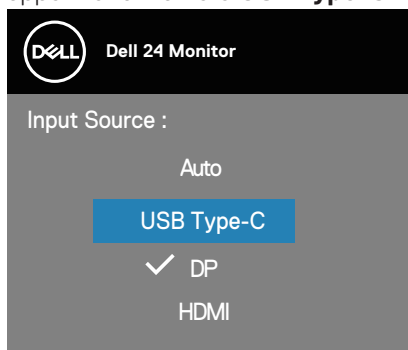 DELL Dell 24 Monitor
Input Source :
Auto
USB Type-C
DP
HDMI